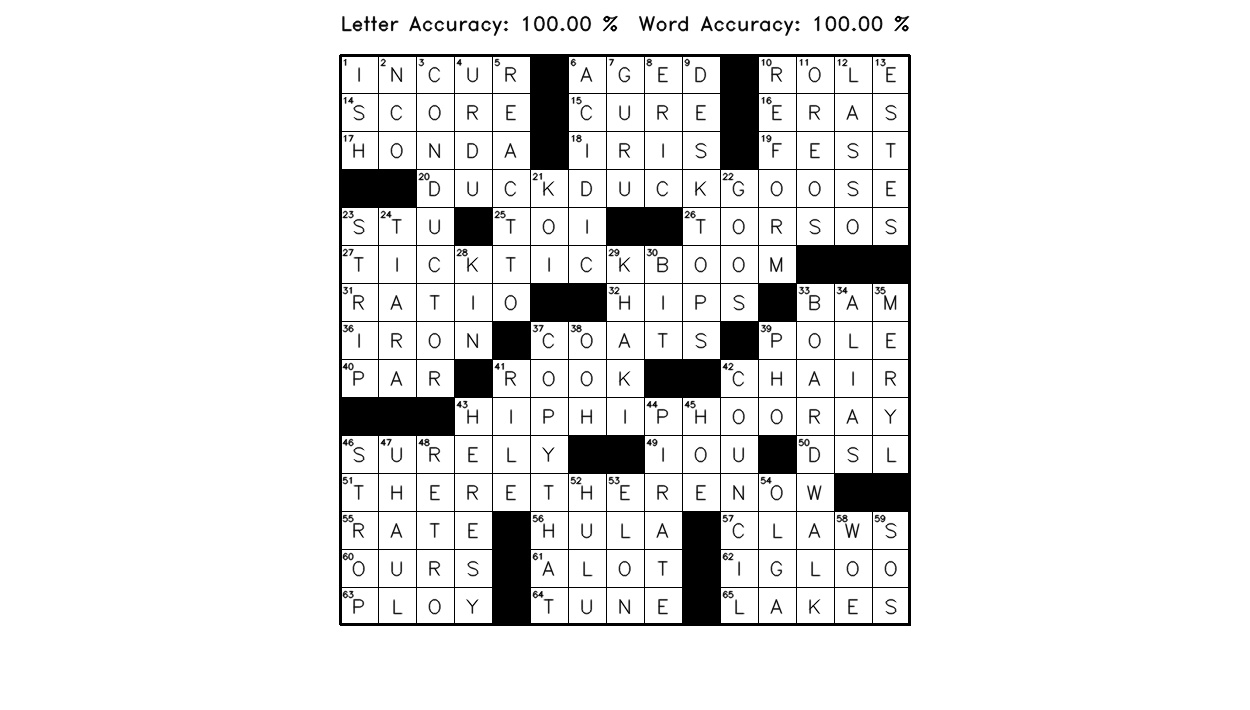 Letter Accuracy: 100.00 % Word Accuracy: 100.00 %
1 I 2 N 3 C 4 U 5 R 6 A 7 G 8 E 9 D 10 R 11 O 12 L 13 E
14 S C O R E 15 C U R E 16 E R A S
17 H O N D A 18 I R I S 19 F E S T
20 D U C 21 K D U C K 22 G O O S E
23 S 24 T U 25 T O I 26 T O R S O S
27 T I C 28 K T I C 29 K 30 B O O M
31 R A T I O 32 H I P S 33 B 34 A 35 M
36 I R O N 37 C 38 O A T S 39 P O L E
40 P A R 41 R O O K 42 C H A I R
43 H I P H I 44 P 45 H O O R A Y
46 S 47 U 48 R E L Y 49 I O U 50 D S L
51 T H E R E T 52 H 53 E R E N 54 O W
55 R A T E 56 H U L A 57 C L A 58 W 59 S
60 O U R S 61 A L O T 62 I G L O O
63 P L O Y 64 T U N E 65 L A K E S